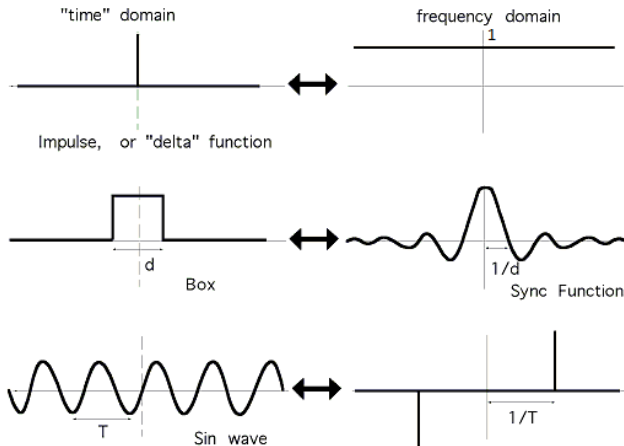 "time" domain
frequency domain
1
Impulse, or "delta" function
d
1/d
Box
Sync Function
T
1/T
Sin wave